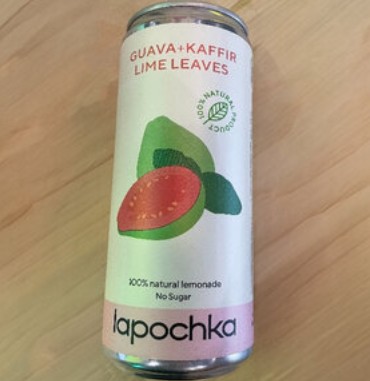 GUAVA+KAFFIR
LIME LEAVES
100% NATURAL PRODUCT
100% natural lemonade
No Sugar
lapochka